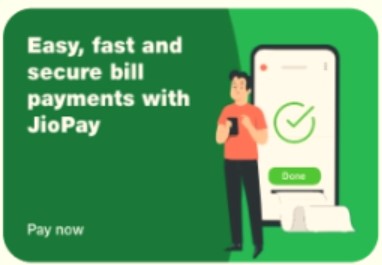 Easy, fast and
secure bill
payments with
JioPay
Done
Pay now